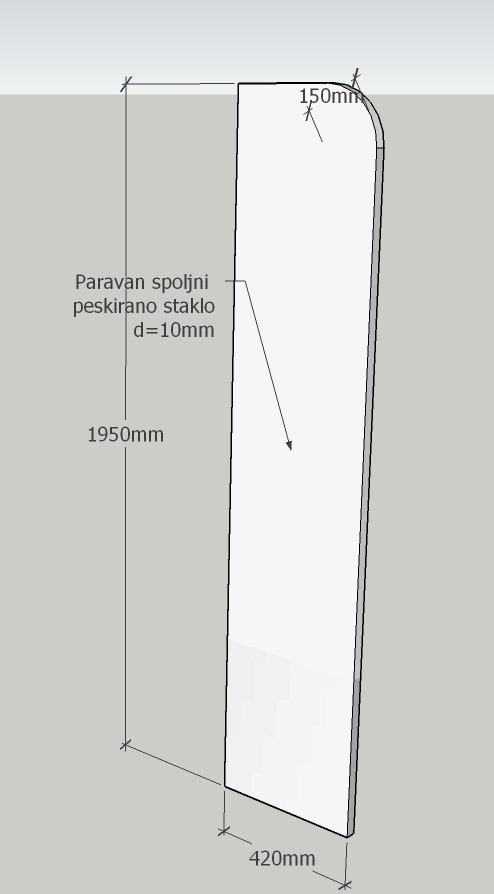 150mm
Paravan spoljni
peskirano staklo
d=10mm
1950mm
420mm